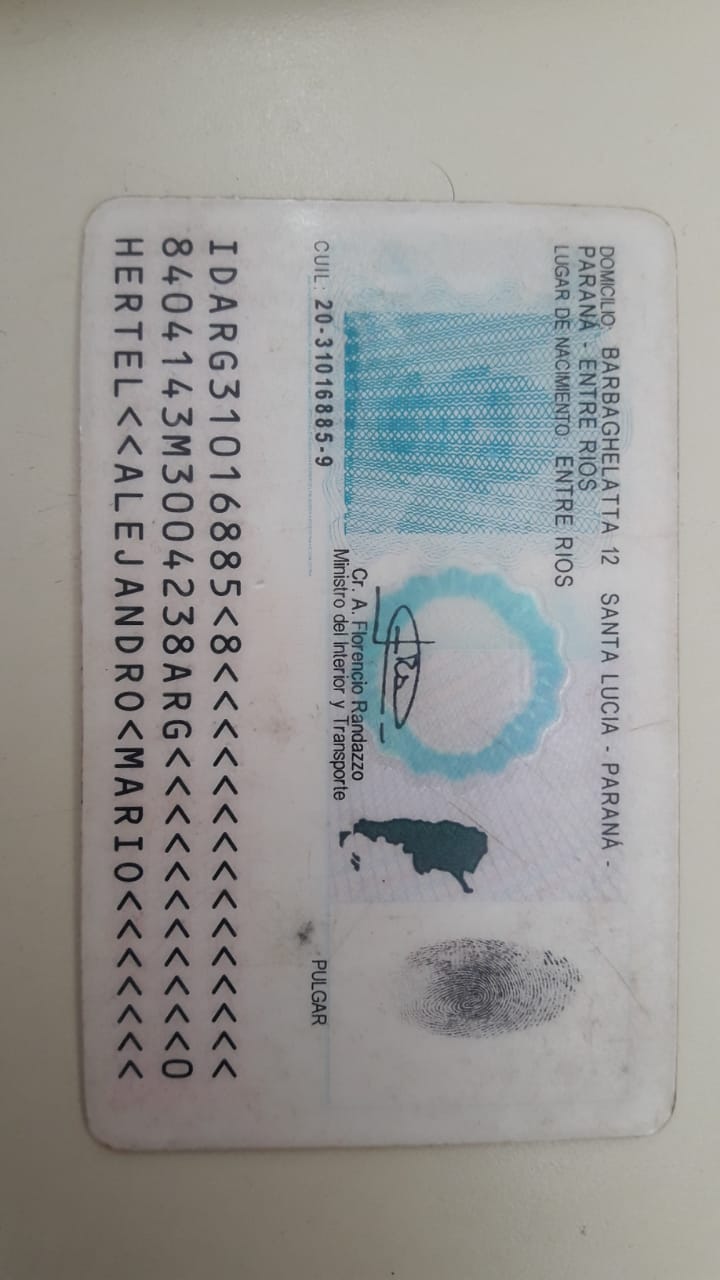 DOMICILIO: BARBAGHELATTA 12 SANTA LUCIA - PARANÁ -
PARANÁ - ENTRE RIOS
LUGAR DE NACIMIENTO: ENTRE RIOS
Cr. A. Florencio Randazzo
Ministro del Interior y Transporte
CUIL: 20-31016885-9
PULGAR
IDARG31016885<8<<<<<<<<<<<<<<<
8404143M3004238ARG<<<<<<<<<<<0
HERTEL<<ALEJANDRO<MARIO<<<<<<<